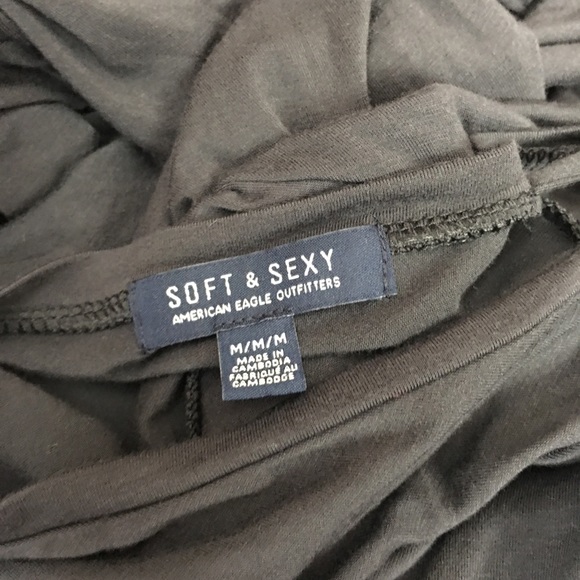 SOFT & SEXY
AMERICAN EAGLE OUTFITTERS
M/M/M
MADE IN
CAMBODIA
FABRIQUÉ AU
CAMBODGE